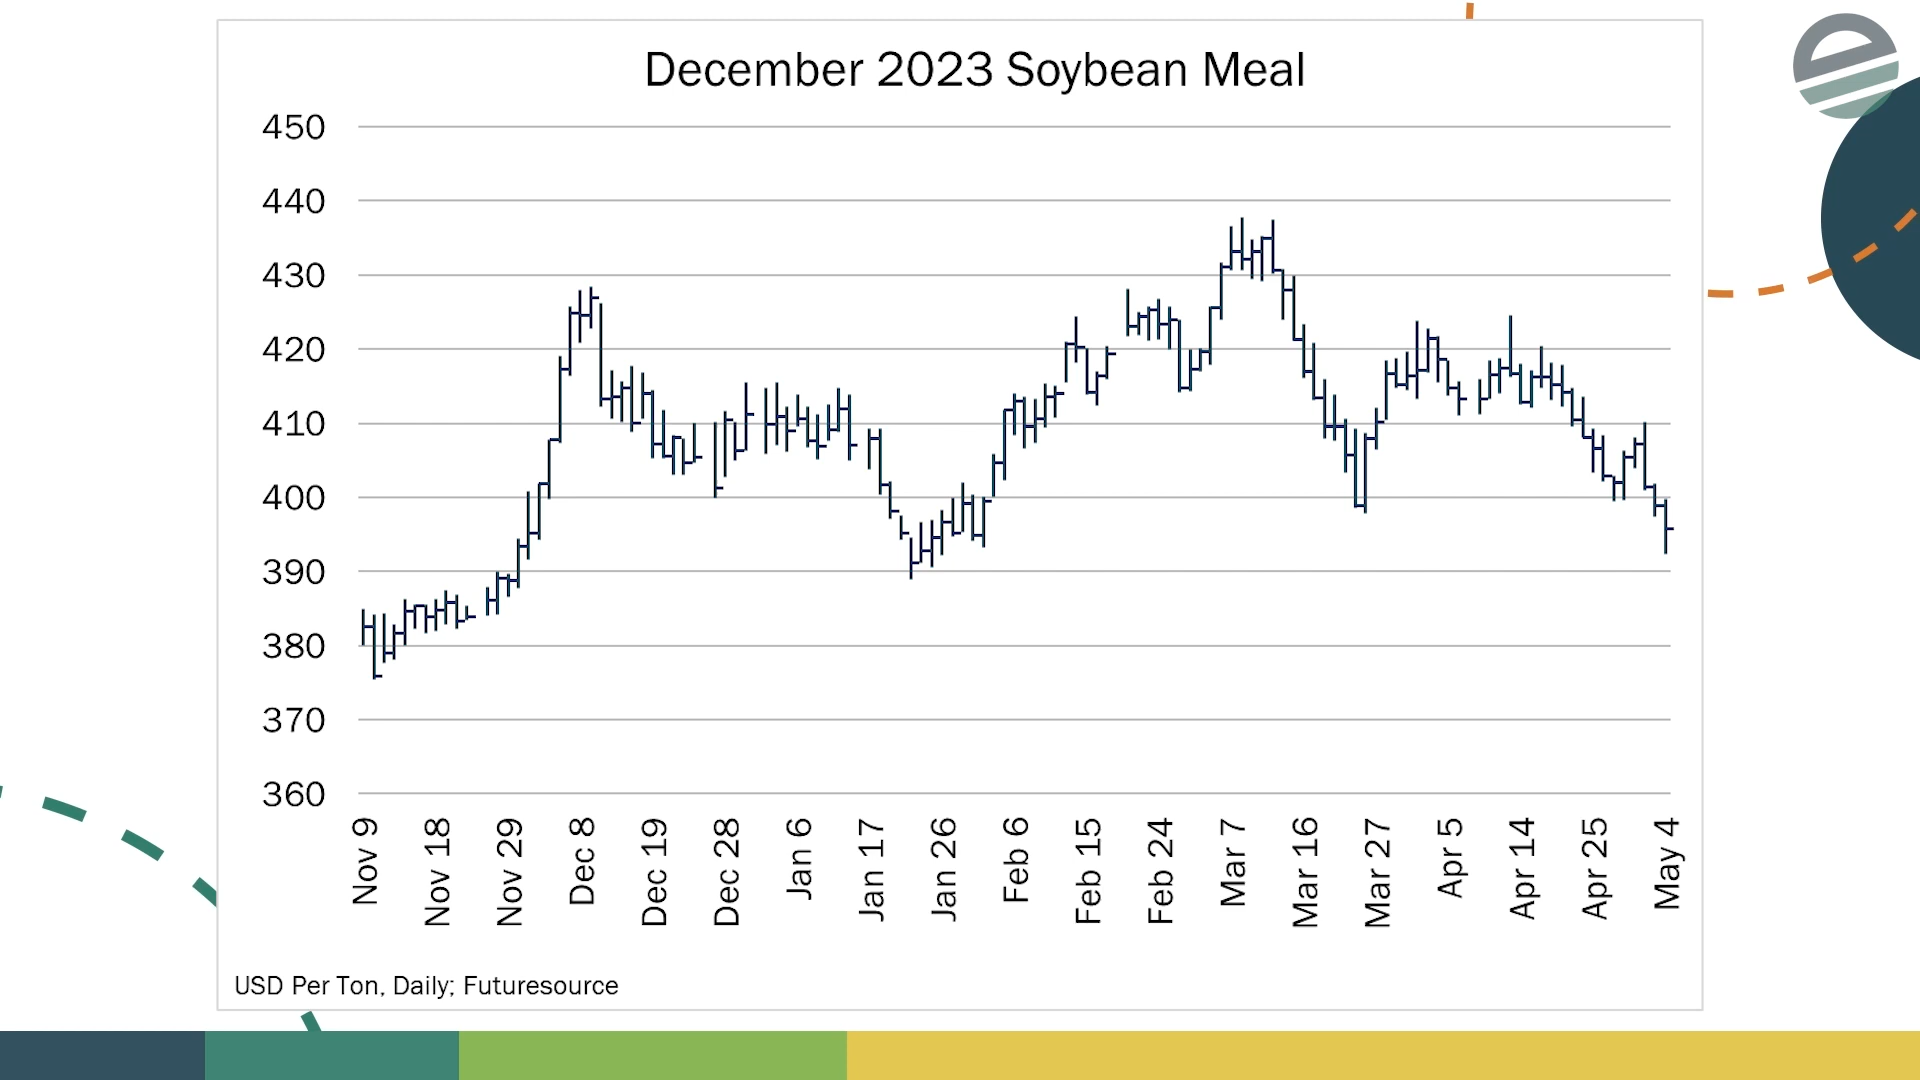 December 2023 Soybean Meal
450
440
430
420
410
400
390
380
370
360
Nov 9
Nov 18
Nov 29
Dec 8
Dec 19
Dec 28
Jan 6
Jan 17
Jan 26
Feb 6
Feb 15
Feb 24
Mar 7
Mar 16
Mar 27
Apr 5
Apr 14
Apr 25
May 4
USD Per Ton, Daily; Futuresource